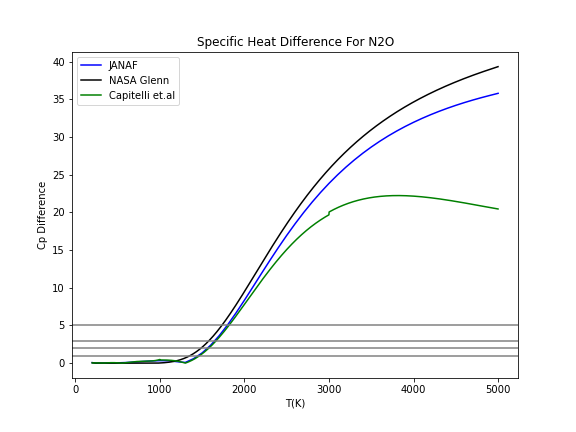 Specific Heat Difference For N2O
JANAF
NASA Glenn
Capitelli et.al
Cp Difference
40
35
30
25
20
15
10
5
0
0
1000
2000
3000
4000
5000
T(K)